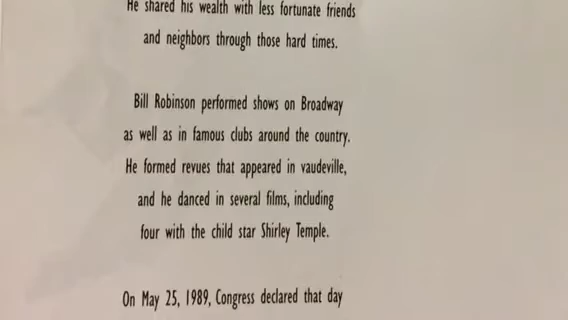 He shared his wealth with less fortunate friends
and neighbors through those hard times.
Bill Robinson performed shows on Broadway
as well as in famous clubs around the country.
He formed revues that appeared in vaudeville,
and he danced in several films, including
four with the child star Shirley Temple.
On May 25, 1989, Congress declared that day